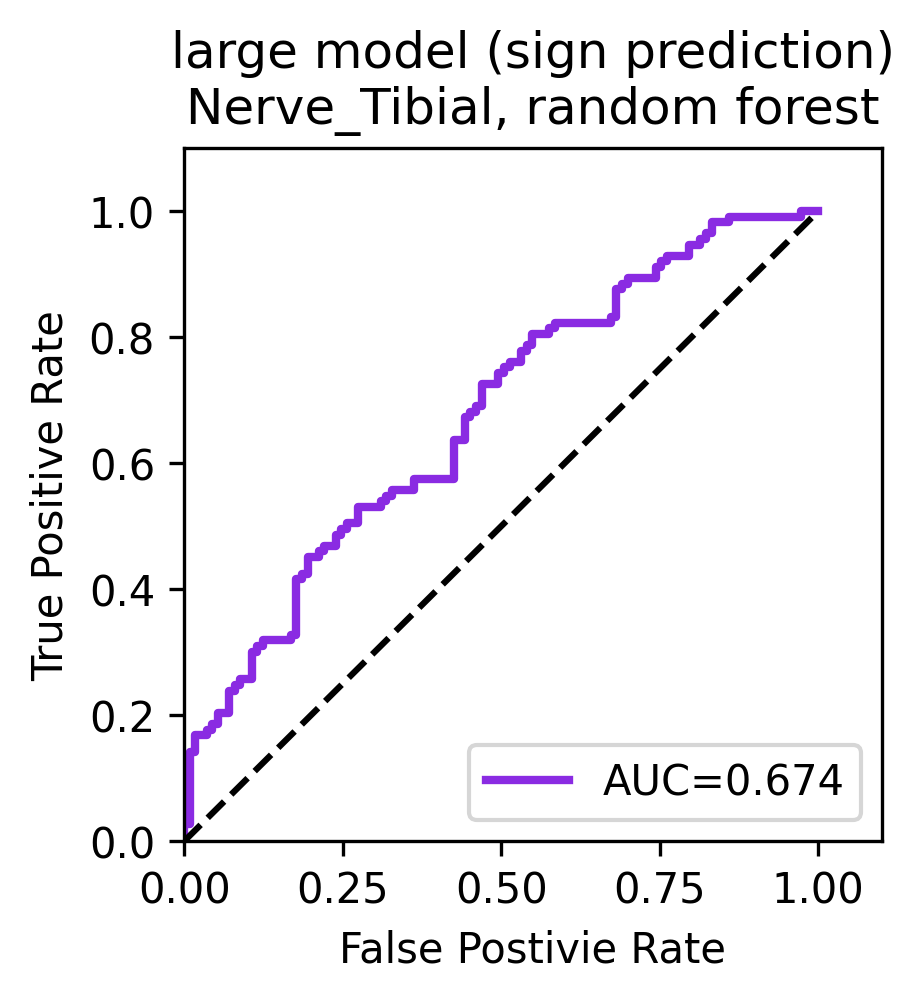 large model (sign prediction)
Nerve_Tibial, random forest
1.0
0.8
0.6
0.4
0.2
0.0
True Positive Rate
AUC=0.674
0.00 0.25 0.50 0.75 1.00
False Postivie Rate